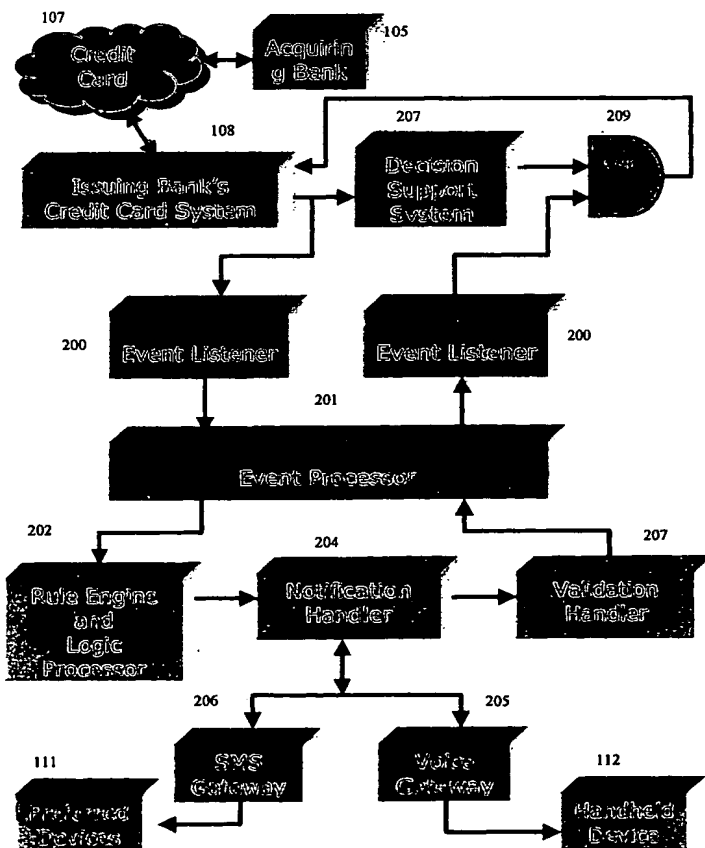 107
Credit
Card
105
Acquirin
g Bank
108
207
209
Issuing Bank's
Credit Card System
Decision
Support
System
200
Event Listener
Event Listener
200
201
Event Processor
202
204
207
Rule Engine
and
Logic
Processor
Notification
Handler
Validation
Handler
206
205
SMS
Gateway
Voice
Gateway
111
112
Preferred
Devices
Handheld
Device